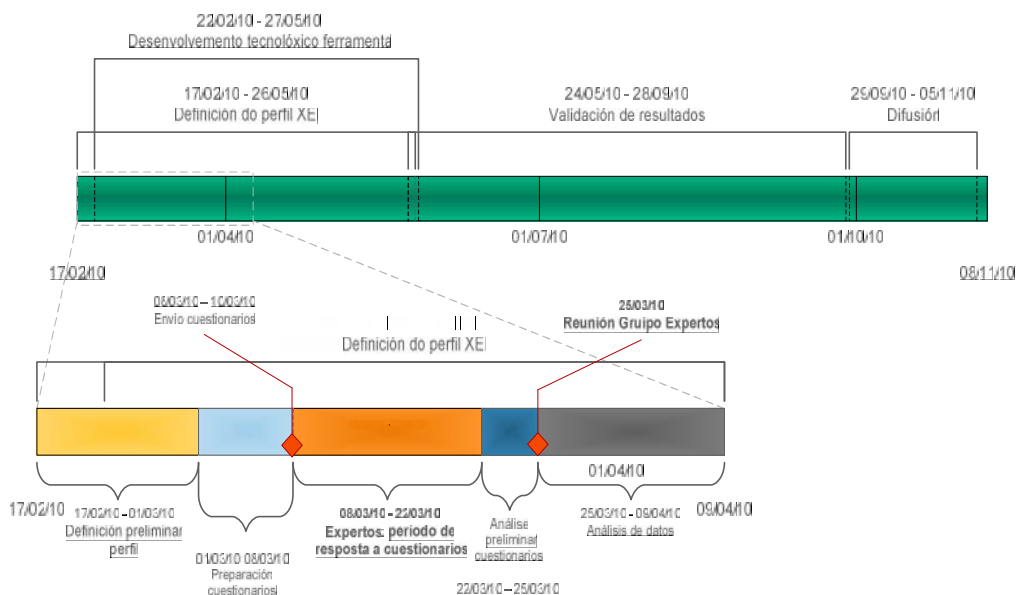 22/02/10 - 27/05/10
Desenvolvemento tecnolóxico ferramenta
17/02/10 - 26/05/10
Definición do perfil XE
24/05/10 - 28/09/10
Validación de resultados
29/09/10 - 05/11/10
Difusión
01/04/10
01/07/10
01/10/10
17/02/10
08/11/10
08/03/10 – 10/03/10
Envío cuestionarios
25/03/10
Reunión Gruipo Expertos
Definición do perfil XE
01/04/10
17/02/10
09/04/10
17/02/10 - 01/03/10
Definición preliminar
perfil
01/03/10 08/03/10
Preparación
cuestionarios
08/03/10 - 22/03/10
Expertos: período de
resposta a cuestionarios
Análise
preliminar
cuestionarios
22/03/10 – 25/03/10
25/03/10 - 09/04/10
Análisis de datos